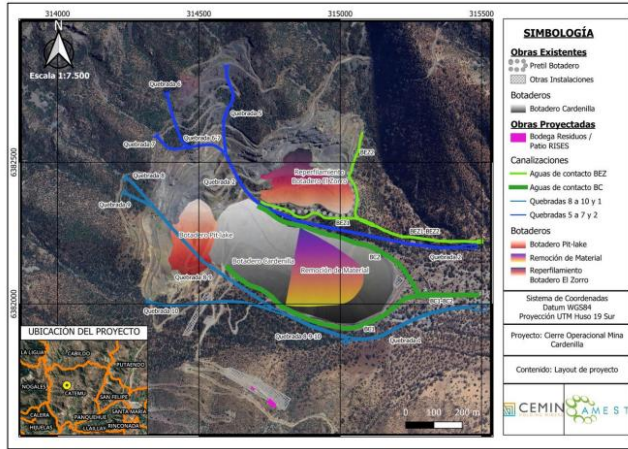 314000 314500 315000 315500
N
Escala 1:7.500
6382500
6382000
Quebrada 6
Quebrada 5
Quebrada 7
Quebrada 6-7
Quebrada 2
Quebrada 8
Quebrada 9
BEZ2
Reperfilamiento
Botadero El Zorro
BEZ1
BEZ1-BEZ2
Quebrada 2
Botadero Pit-lake
Botadero Cardenilla
Remoción de Material
BC2
BC1-BC2
Quebrada 8-9
Quebrada 10
Quebrada 8-9-10
BC1
Quebrada 1
UBICACIÓN DEL PROYECTO
LA LIGUA
CABILDO
PUTAENDO
NOGALES
CATEMU
SAN FELIPE
SANTA MARIA
CALERA
PANQUEHUE
RINCONADA
HIJUELAS
LLAILLAY
0 100 200 m
SIMBOLOGÍA
Obras Existentes
Pretil Botadero
Otras Instalaciones
Botaderos
Botadero Cardenilla
Obras Proyectadas
Bodega Residuos /
Patio RISES
Canalizaciones
Aguas de contacto BEZ
Aguas de contacto BC
Quebradas 8 a 10 y 1
Quebradas 5 a 7 y 2
Botaderos
Botadero Pit-lake
Remoción de Material
Reperfilamiento
Botadero El Zorro
Sistema de Coordenadas
Datum WGS84
Proyección UTM Huso 19 Sur
Proyecto: Cierre Operacional Mina
Cardenilla
Contenido: Layout de proyecto
CEMIN
AMEST